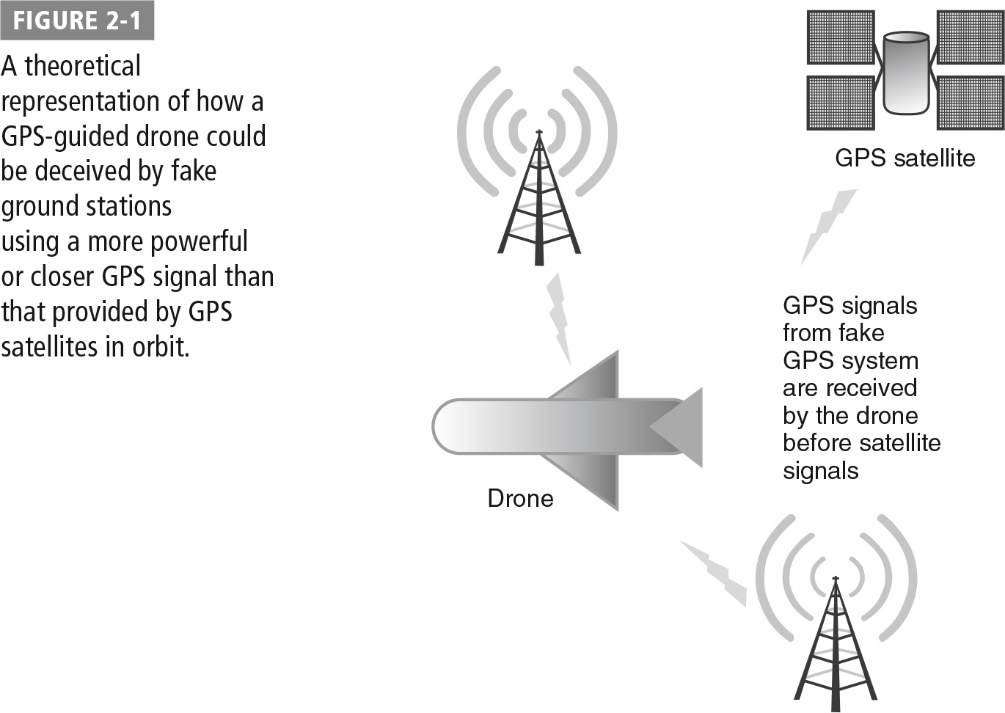 FIGURE 2-1
A theoretical
representation of how a
GPS-guided drone could
be deceived by fake
ground stations
using a more powerful
or closer GPS signal than
that provided by GPS
satellites in orbit.
GPS satellite
GPS signals
from fake
GPS system
are received
by the drone
before satellite
signals
Drone